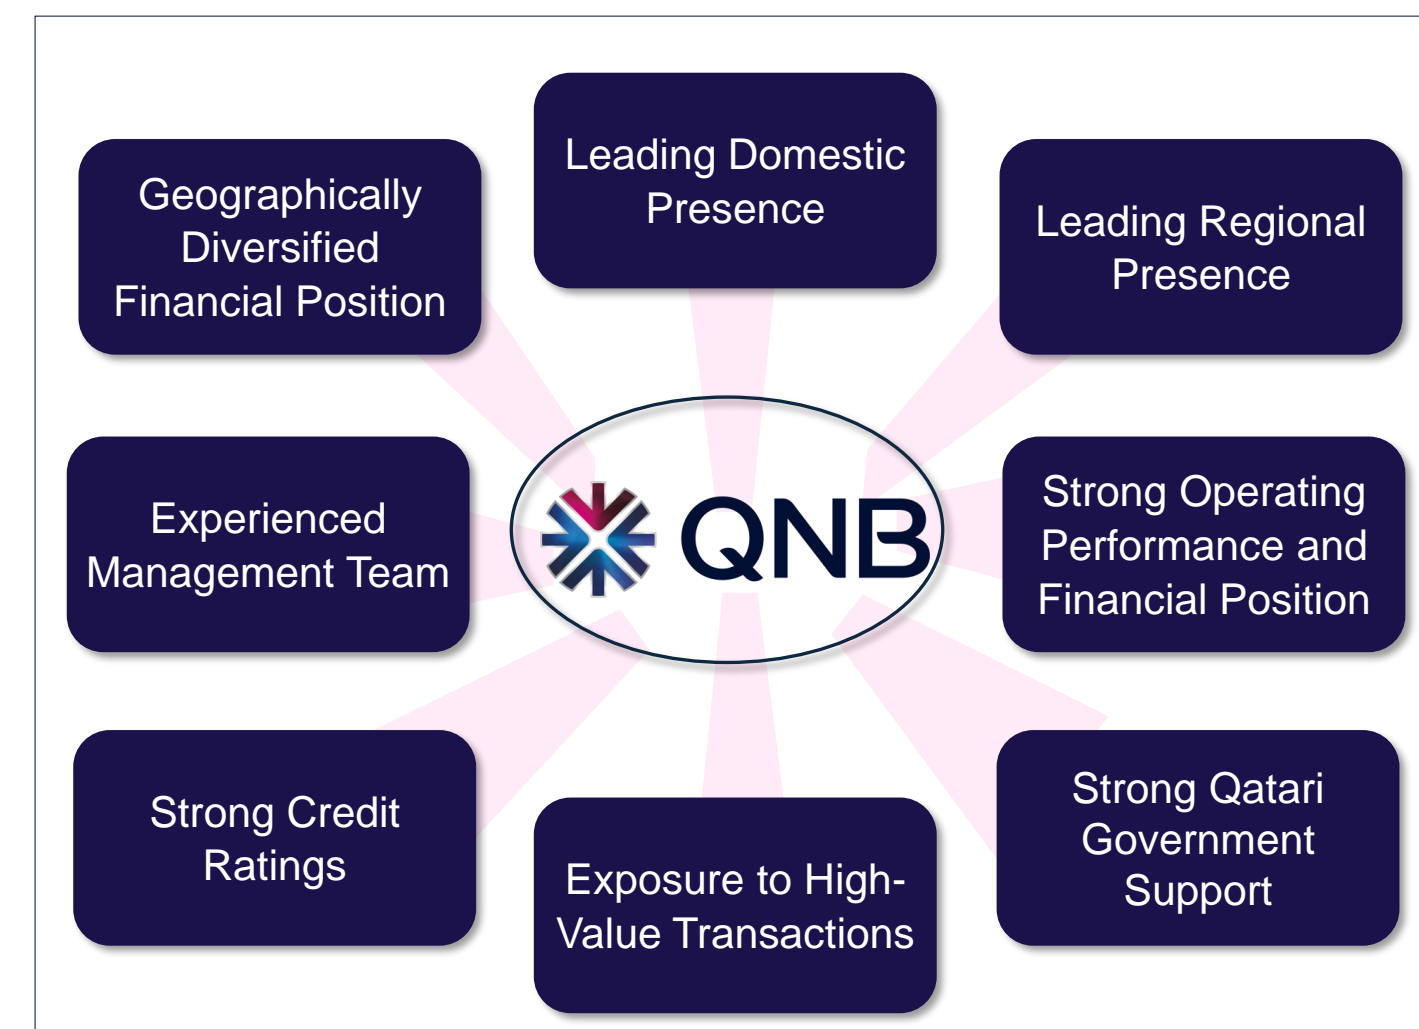 Leading Domestic
Presence
Geographically
Diversified
Financial Position
Leading Regional
Presence
Experienced
Management Team
QNB
Strong Operating
Performance and
Financial Position
Strong Credit
Ratings
Exposure to High-
Value Transactions
Strong Qatari
Government
Support